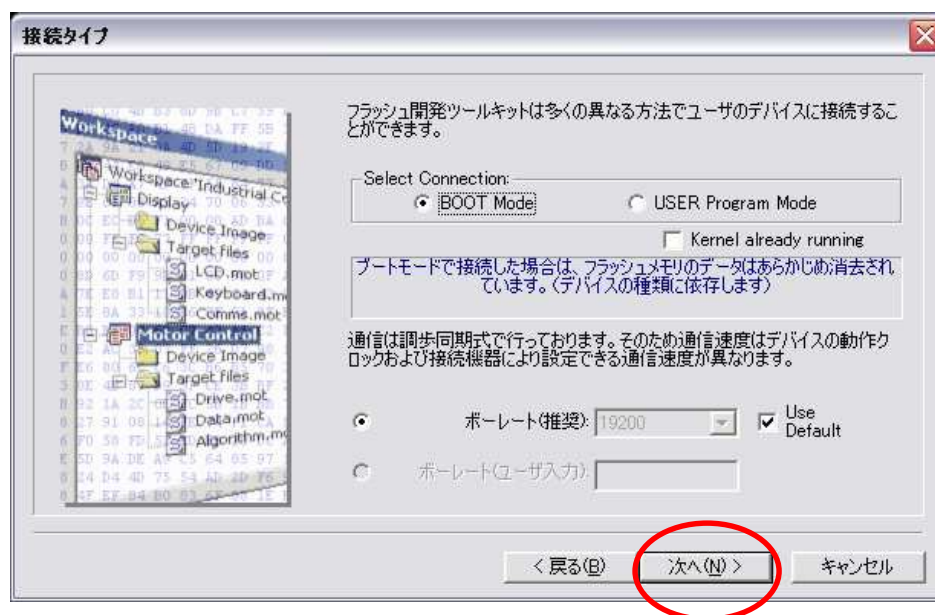 接続タイプ
Workspace
Workspace 'Industrial Co
Display
Device Image
Target files
LCD.mot
Keyboard.m
Comms.mot
Motor Control
Device Image
Target files
Drive.mot
Data.mot
Algorithm.mo
フラッシュ開発ツールキットは多くの異なる方法でユーザのデバイスに接続するこ
とができます。
Select Connection:
BOOT Mode
USER Program Mode
Kernel already running
ブートモードで接続した場合は、フラッシュメモリのデータはあらかじめ消去され
ています。(デバイスの種類に依存します)
通信は調歩同期式で行っております。そのため通信速度はデバイスの動作ク
ロックおよび接続機器により設定できる通信速度が異なります。
ボーレート(推奨): 19200
Use
Default
ボーレート(ユーザ入力):
< 戻る(B)
次へ(N) >
キャンセル